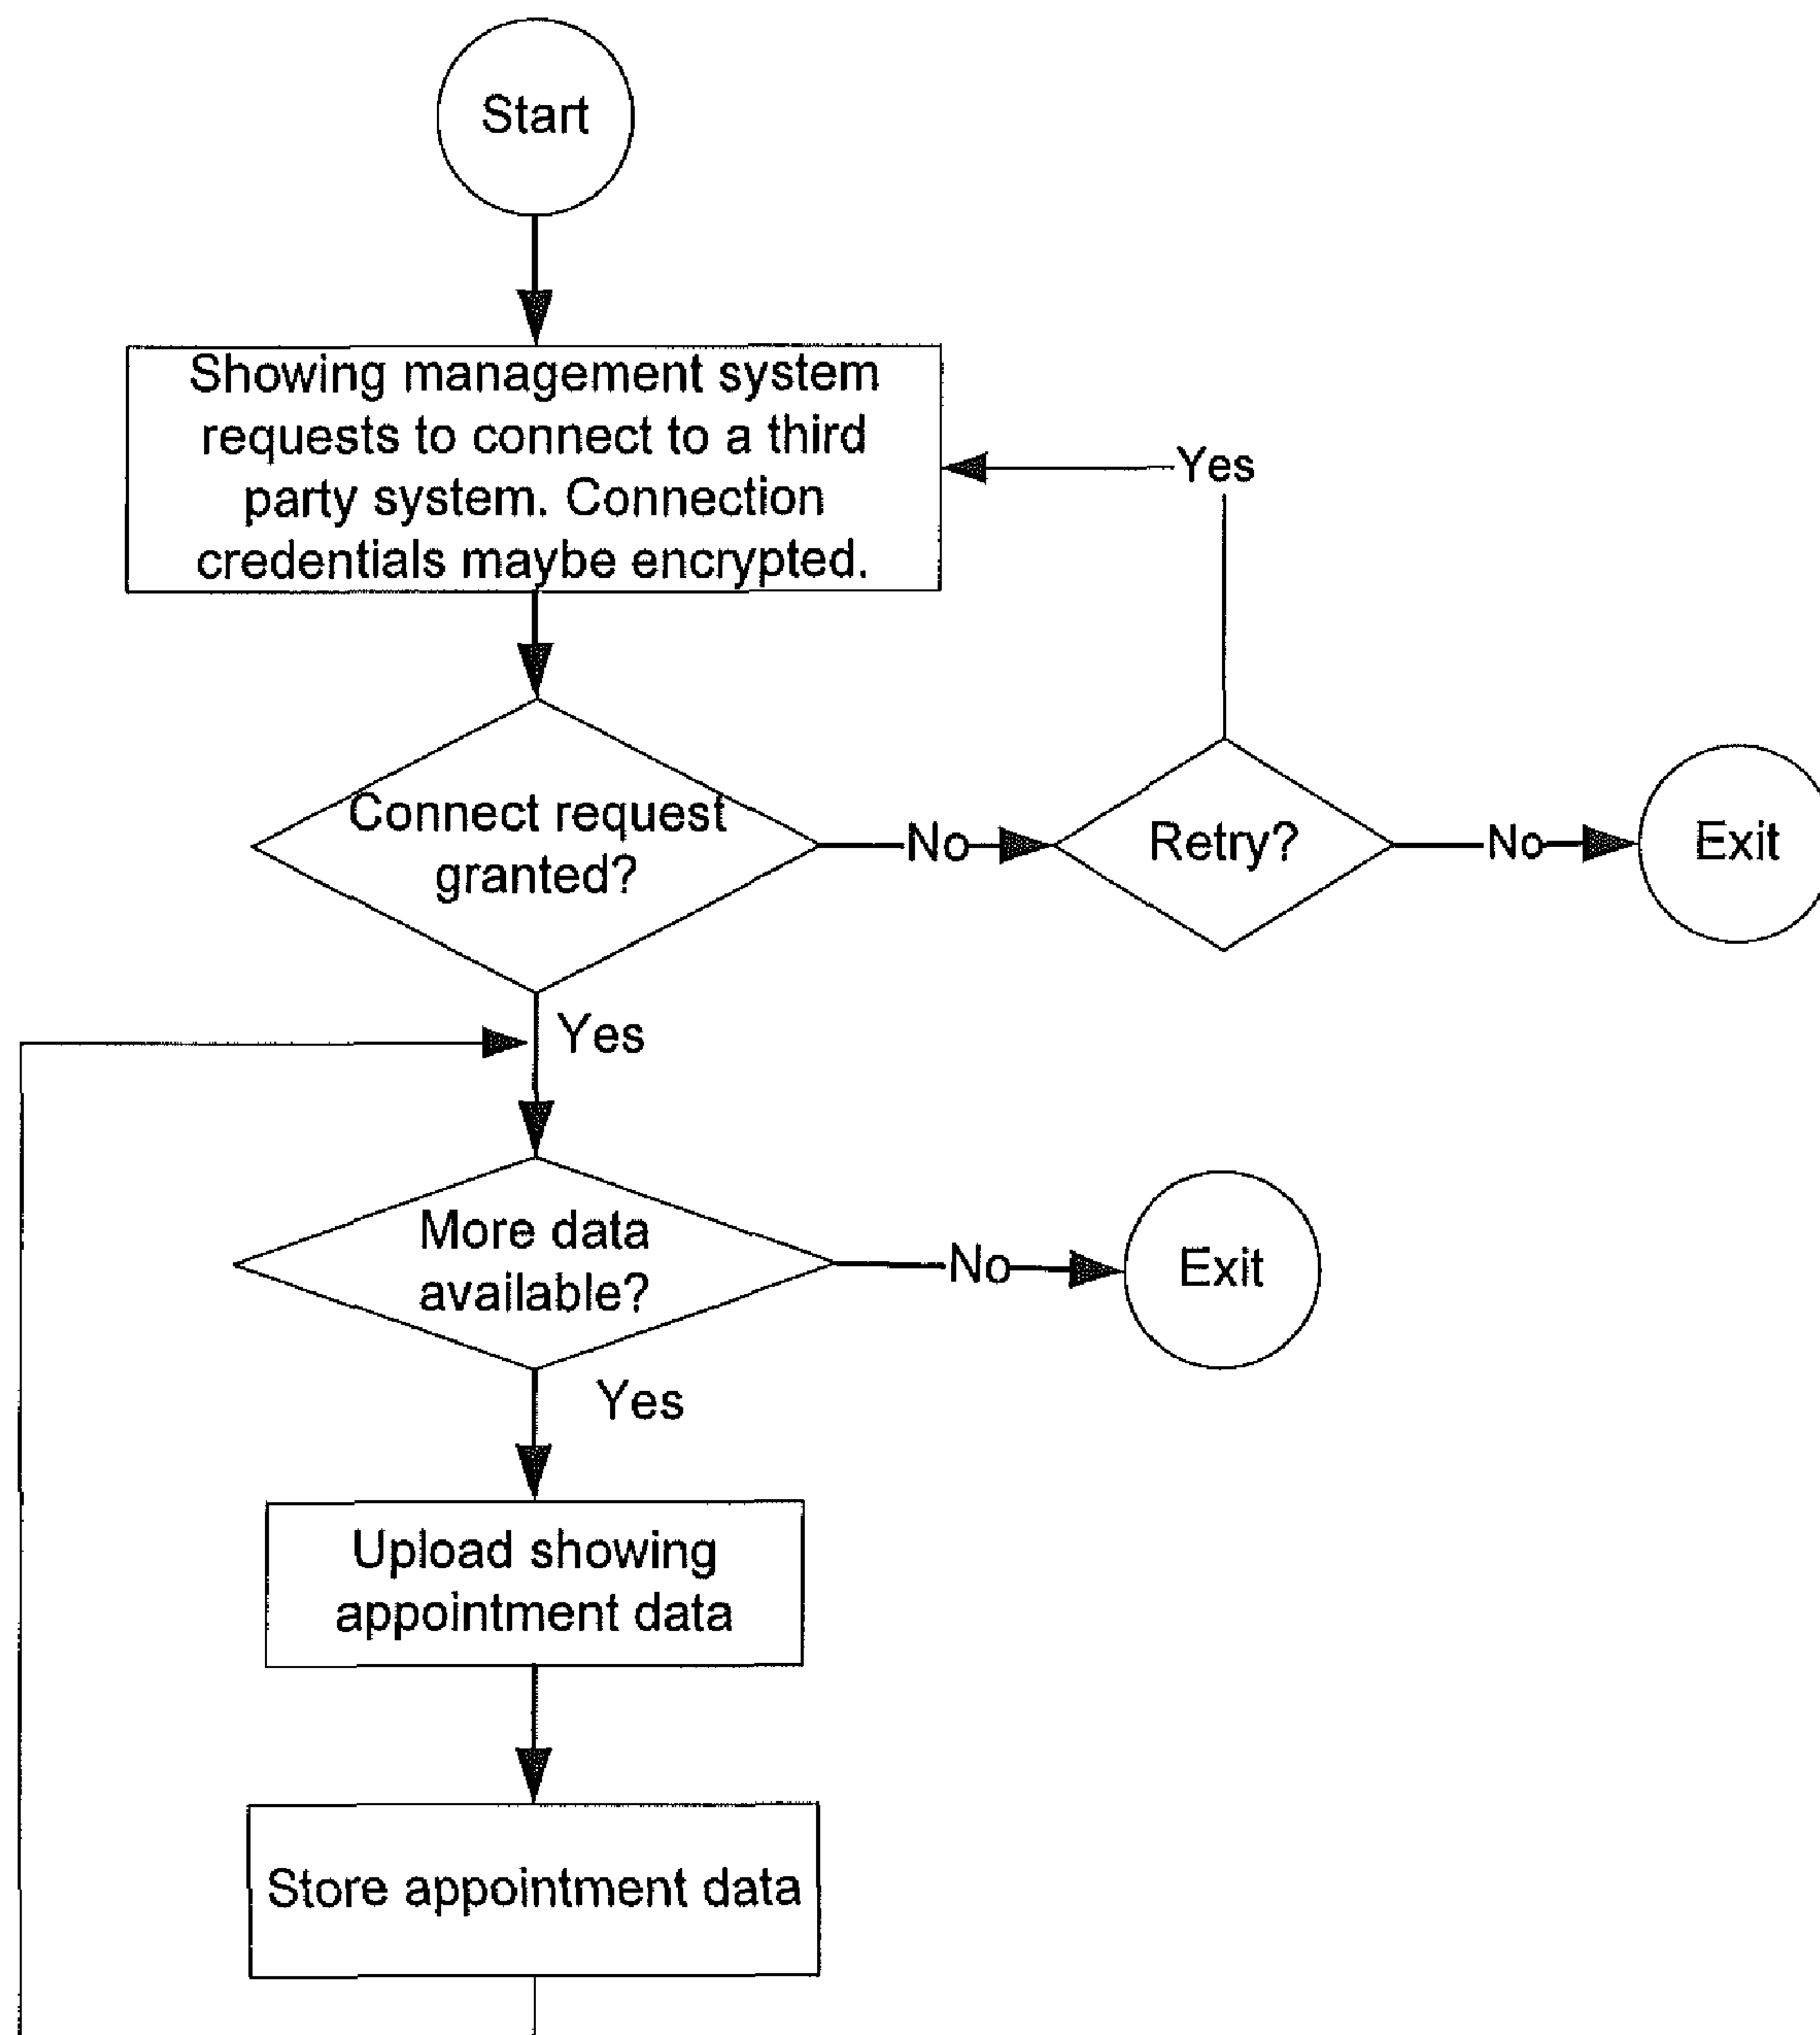 Start
Showing management system
requests to connect to a third
party system. Connection
credentials maybe encrypted.
Yes
Connect request
granted?
No
Retry?
No
Exit
Yes
More data
available?
No
Exit
Yes
Upload showing
appointment data
Store appointment data